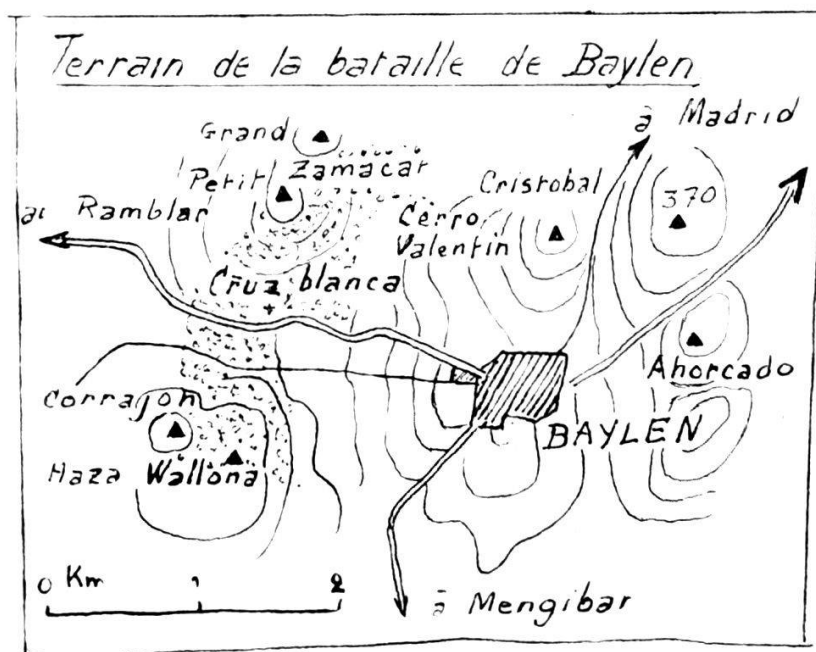 Terrain de la bataille de Baylen
Grand
Petit Zamacar
à Madrid
Cristobal
370
au Ramblar
Cerro
Valentin
Cruz blanca
Ahorcado
Corrajon
BAYLEN
Haza Wallona
0 Km 1 2
à Mengibar